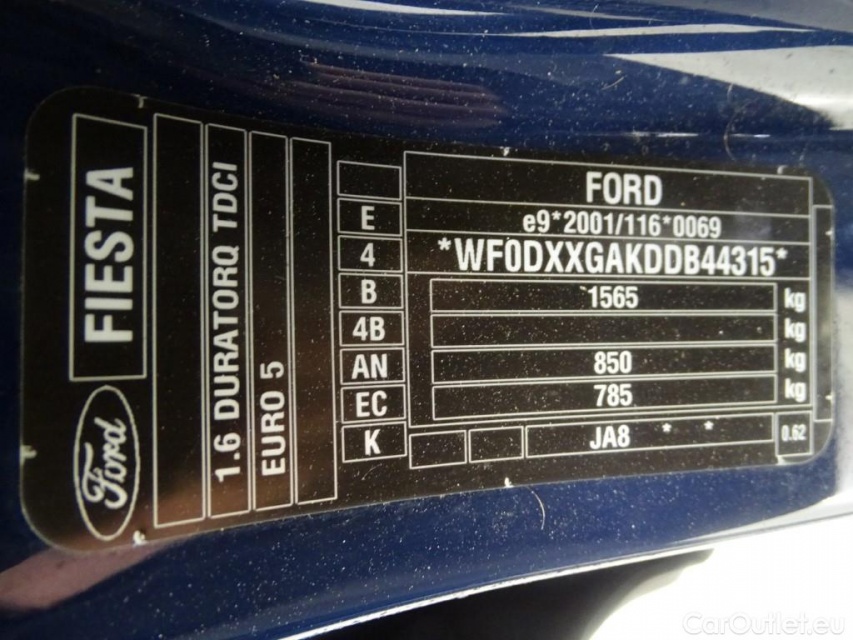 FIESTA
Ford
1.6 DURATORQ TDCI
EURO 5
FORD
E e9*2001/116*0069
4 *WF0DXXGAKDDB44315*
B 1565 kg
4B kg
AN 850 kg
EC 785 kg
K JA8 * * 0.62
CarOutlet.eu